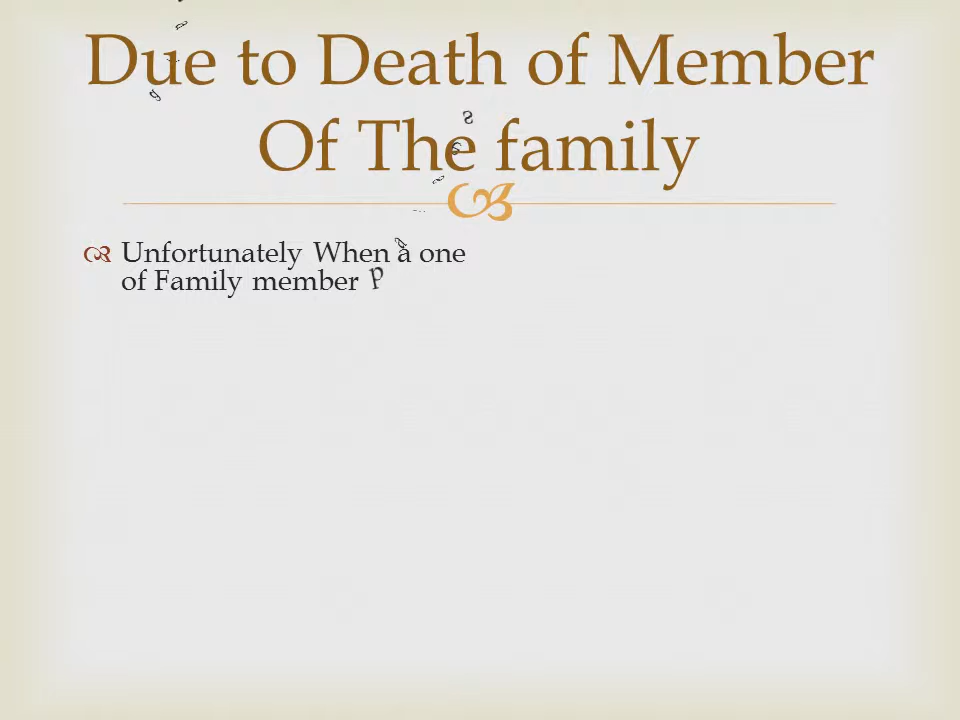 Due to Death of Member
Of The family
Unfortunately When a one
of Family member p